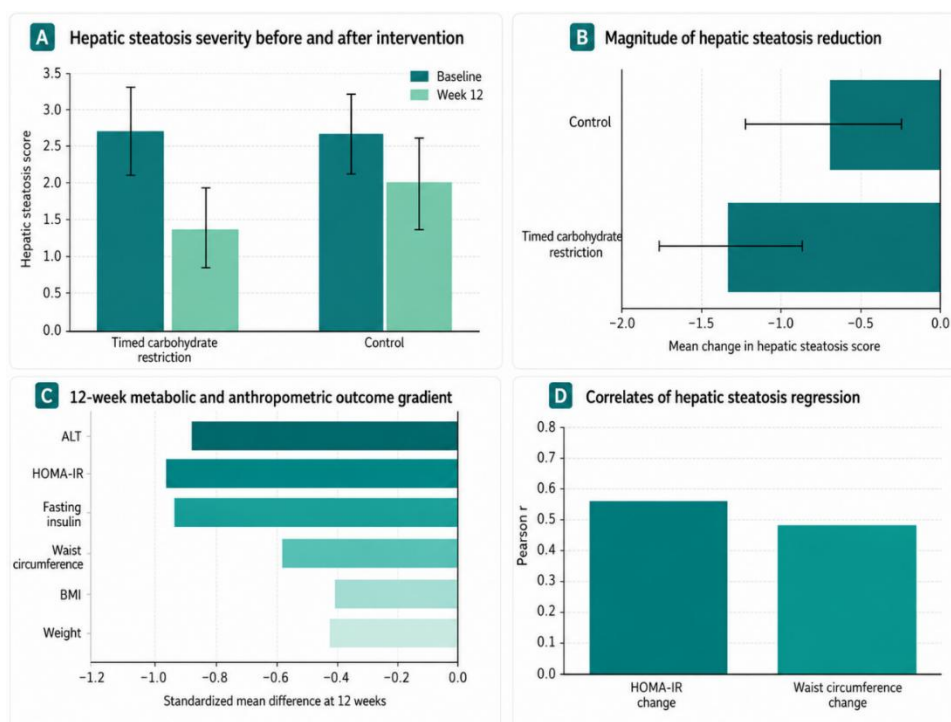 A Hepatic steatosis severity before and after intervention
Baseline
Week 12
Hepatic steatosis score
3.5
3.0
2.5
2.0
1.5
1.0
0.5
0.0
Timed carbohydrate
restriction
Control
B Magnitude of hepatic steatosis reduction
Control
Timed carbohydrate
restriction
−2.0 −1.5 −1.0 −0.5 0.0
Mean change in hepatic steatosis score
C 12-week metabolic and anthropometric outcome gradient
ALT
HOMA-IR
Fasting
insulin
Waist
circumference
BMI
Weight
−1.2 −1.0 −0.8 −0.6 −0.4 −0.2 0.0
Standardized mean difference at 12 weeks
D Correlates of hepatic steatosis regression
Pearson r
0.8
0.7
0.6
0.5
0.4
0.3
0.2
0.1
0.0
HOMA-IR
change
Waist circumference
change